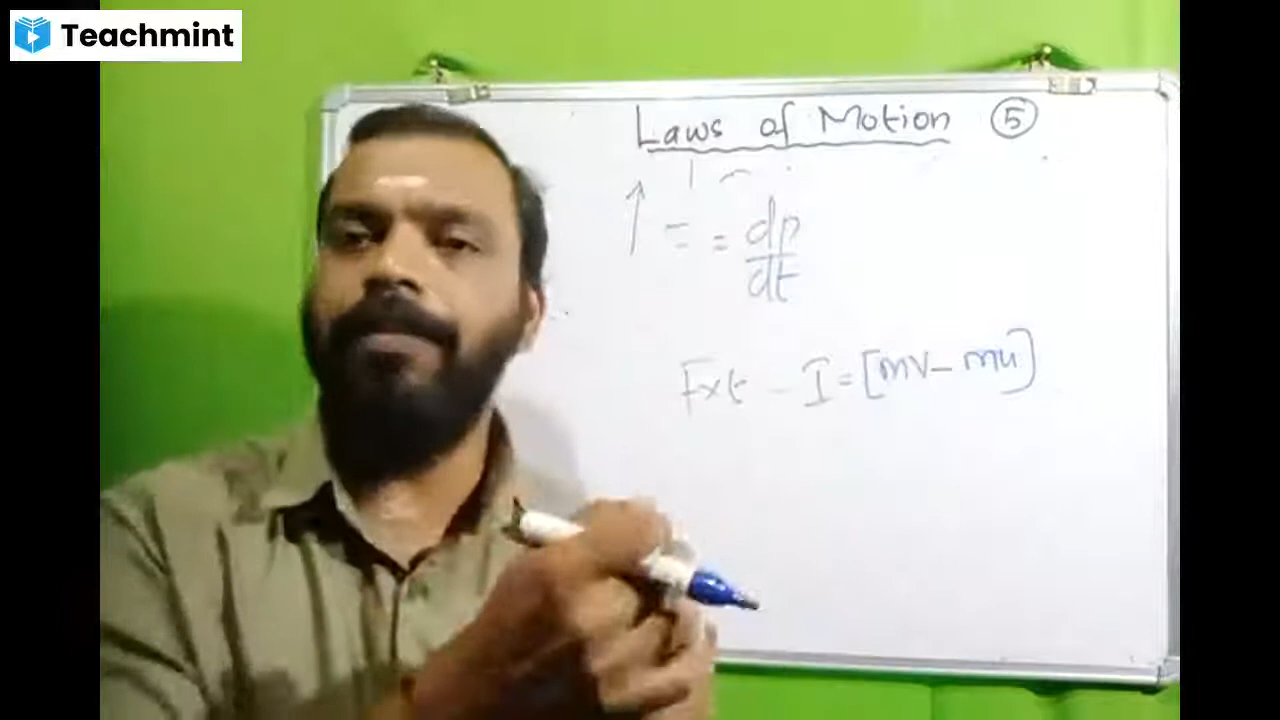 Teachmint
Laws of Motion 5
= dp
dt
Fxt - I = [mv - mu]